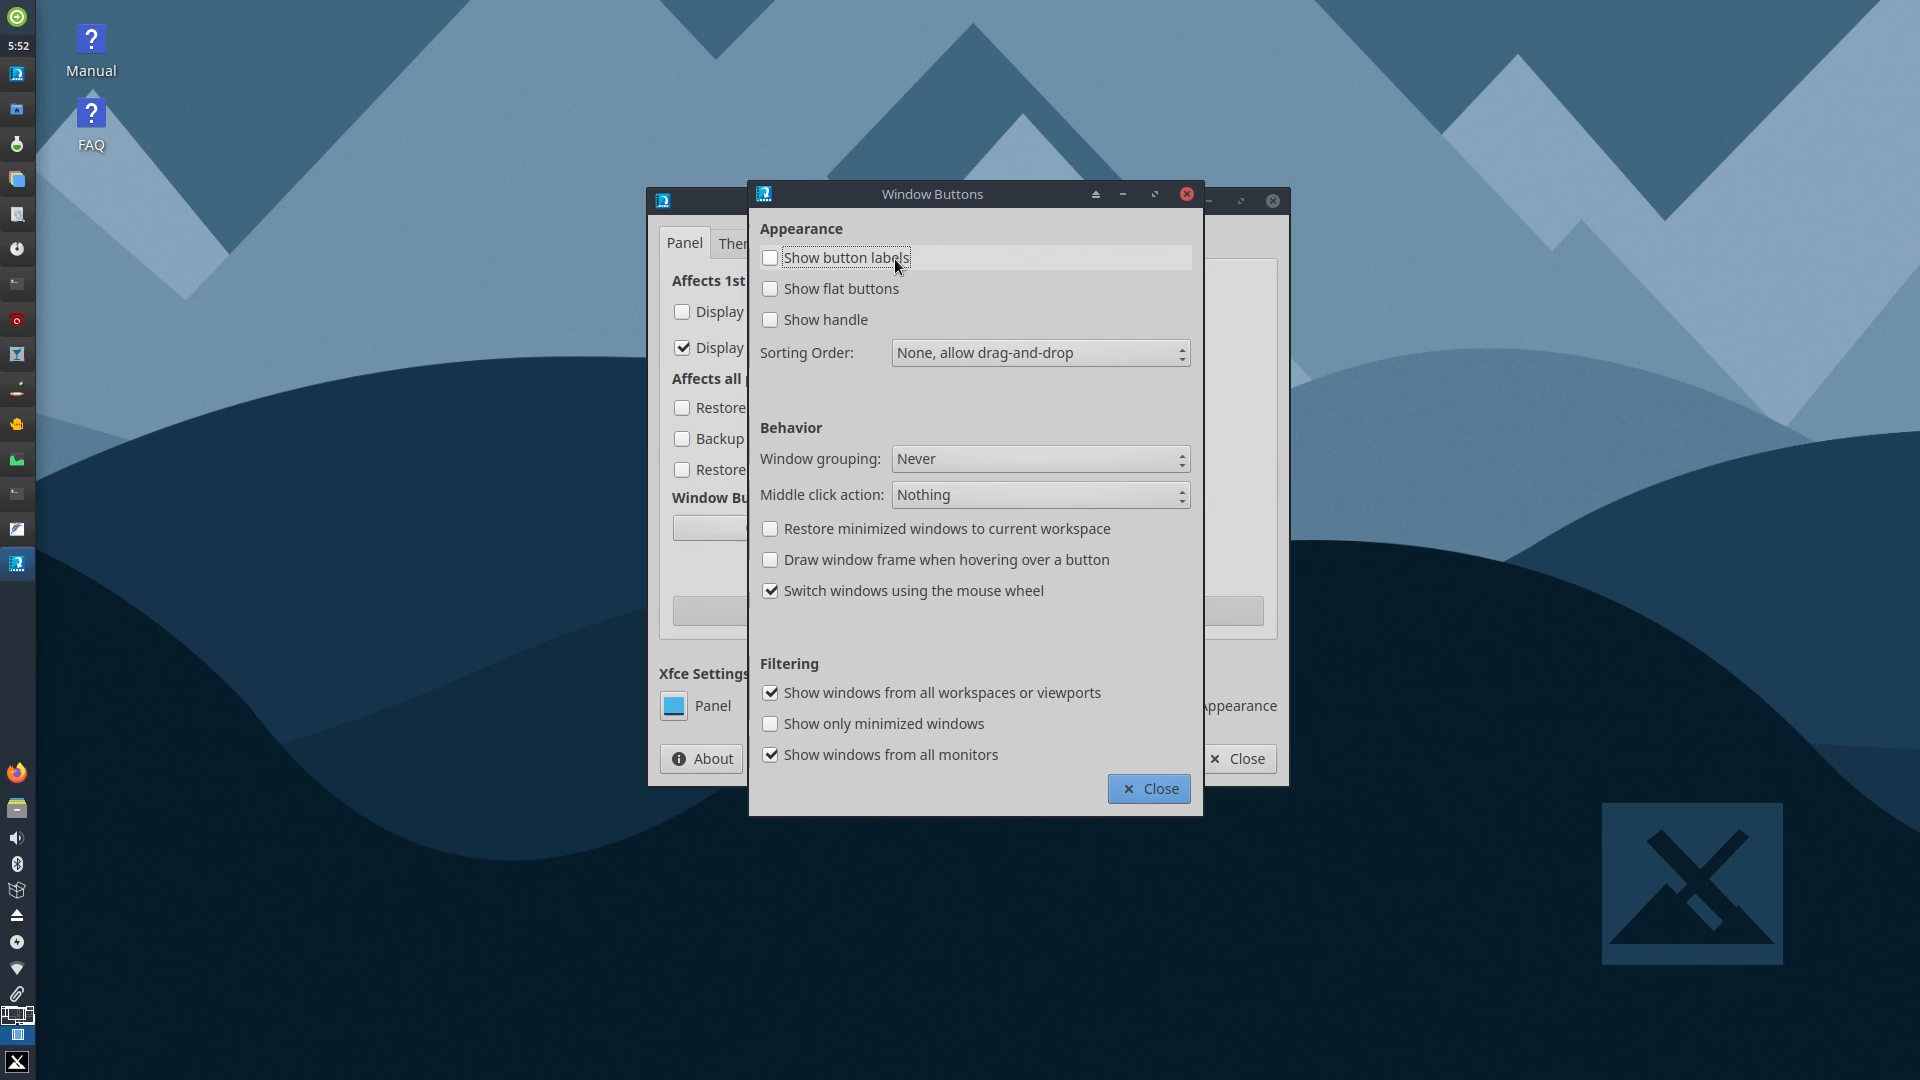 5:52
Manual
FAQ
Window Buttons
Panel
Affects 1st
Display
Display
Affects all
Restore
Backup
Restore
Xfce Settings
Panel
About
Appearance
Show button labels
Show flat buttons
Show handle
Sorting Order: None, allow drag-and-drop
Behavior
Window grouping: Never
Middle click action: Nothing
Restore minimized windows to current workspace
Draw window frame when hovering over a button
Switch windows using the mouse wheel
Filtering
Show windows from all workspaces or viewports
Show only minimized windows
Show windows from all monitors
Close
Appearance
Close